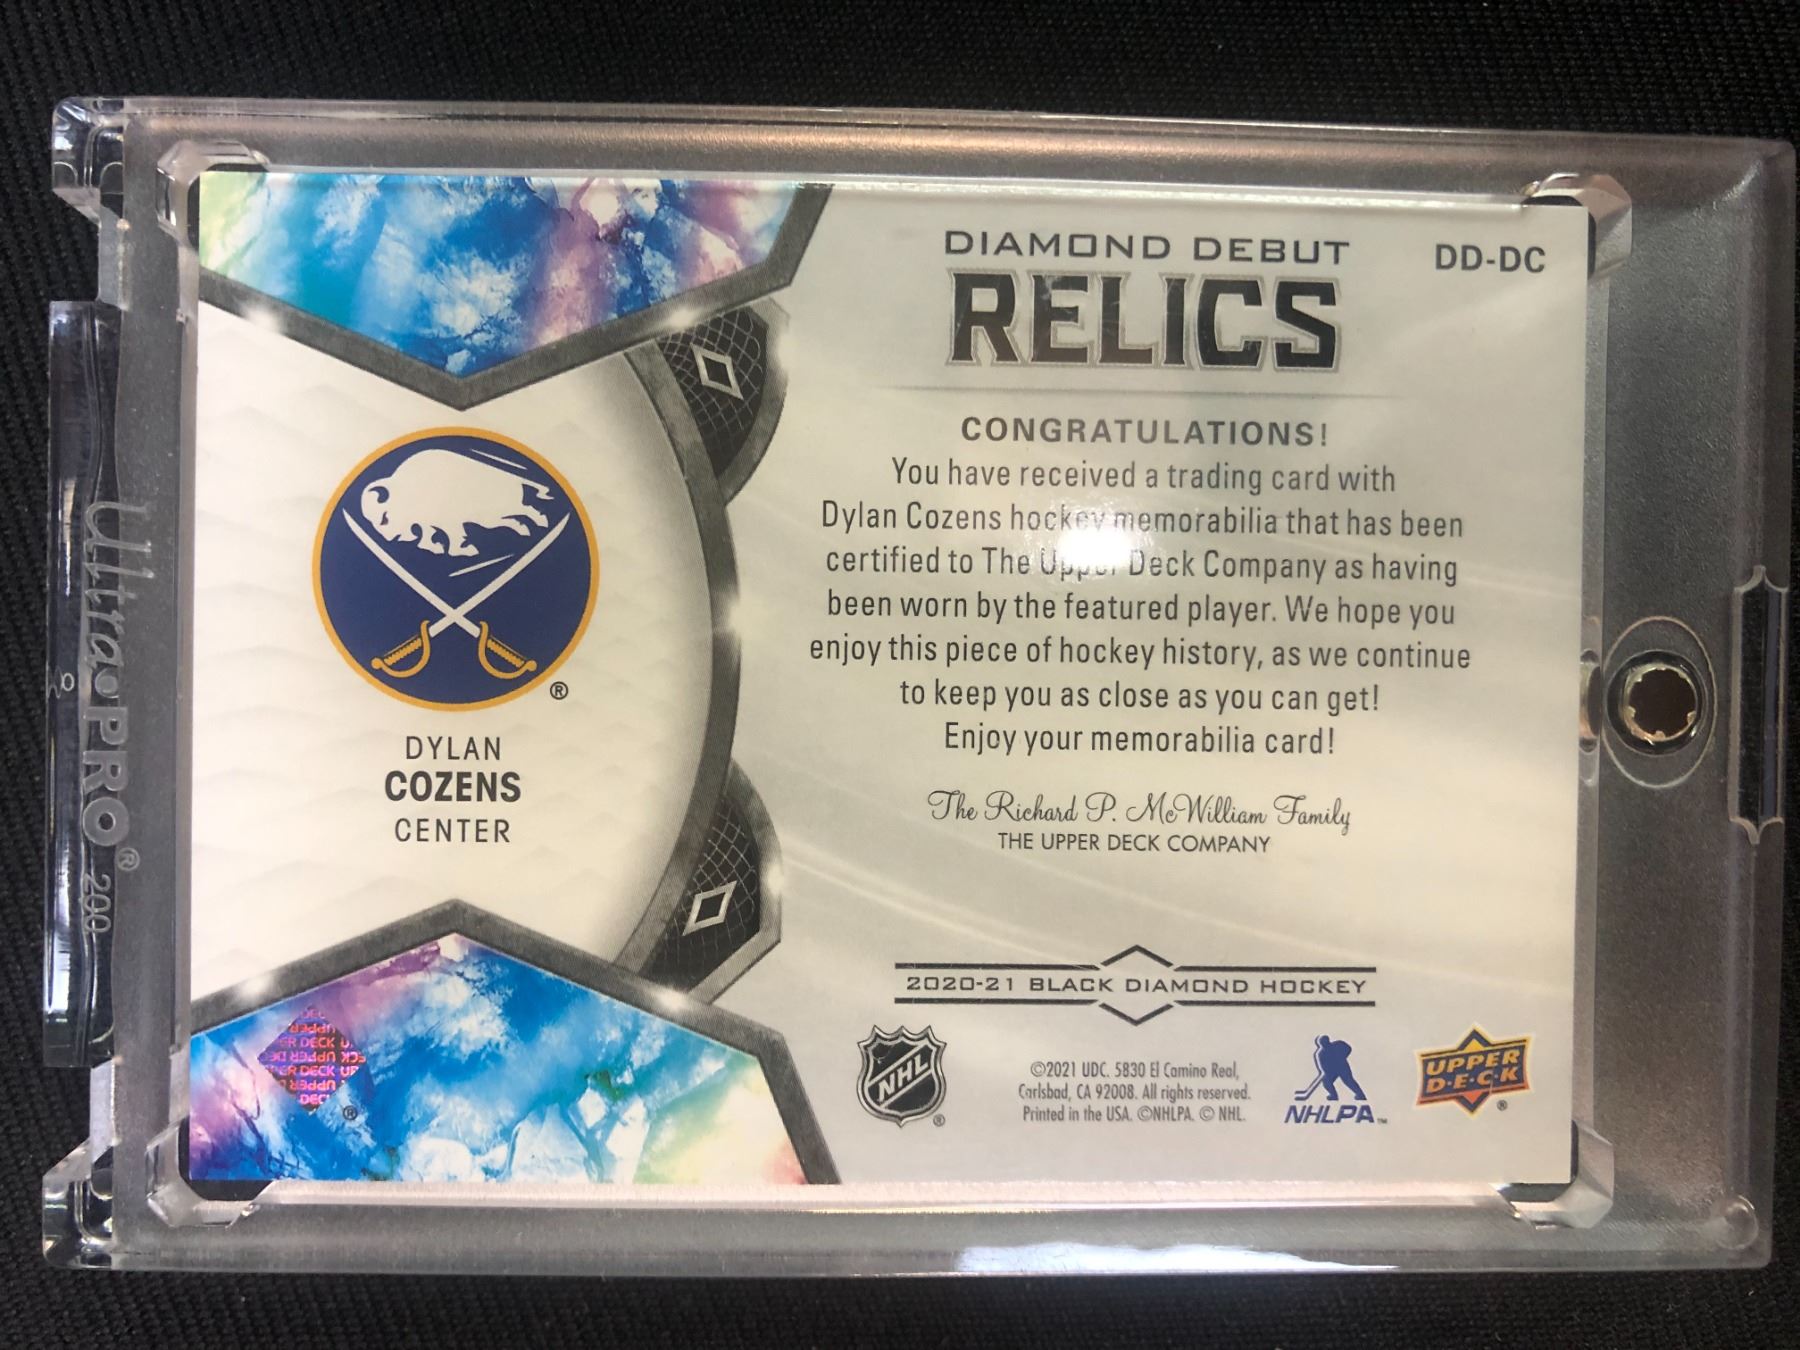 DIAMOND DEBUT
RELICS
DD-DC
CONGRATULATIONS!
You have received a trading card with
Dylan Cozens hockey memorabilia that has been
certified to The Upper Deck Company as having
been worn by the featured player. We hope you
enjoy this piece of hockey history, as we continue
to keep you as close as you can get!
Enjoy your memorabilia card!
The Richard P. McWilliam Family
THE UPPER DECK COMPANY
2020-21 BLACK DIAMOND HOCKEY
®
DYLAN
COZENS
CENTER
NHL
®
©2021 UDC. 5830 El Camino Real,
Carlsbad, CA 92008. All rights reserved.
Printed in the USA. ©NHLPA. © NHL.
NHLPA™
UPPER
D·E·C·K
®
®
UltraPRO® 200